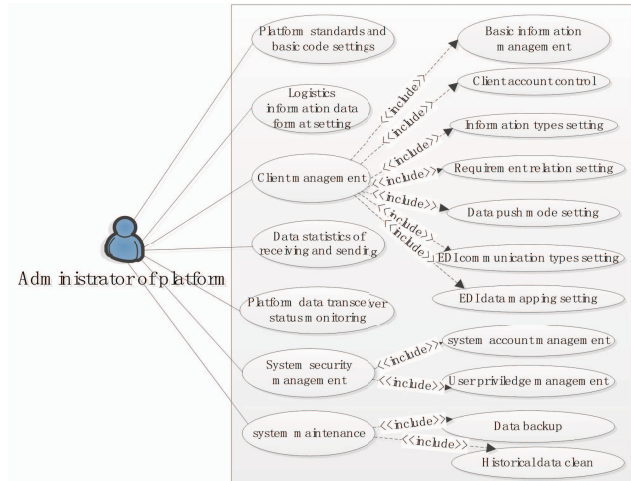 Platform standards and
basic code settings
Logistics
information data
format setting
Client management
Data statistics of
receiving and sending
Platform data transceiver
status monitoring
System security
management
system maintenance
Administrator of platform
Basic information
management
Client account control
Information types setting
Requirement relation setting
Data push mode setting
EDIcommunication types setting
EDI data mapping setting
system account management
User priviledge management
Data backup
Historical data clean
<<include>>
<<include>>
<<include>>
<<include>>
<<include>>
<<include>>
<<include>>
<<include>>
<<include>>
<<include>>
<<include>>